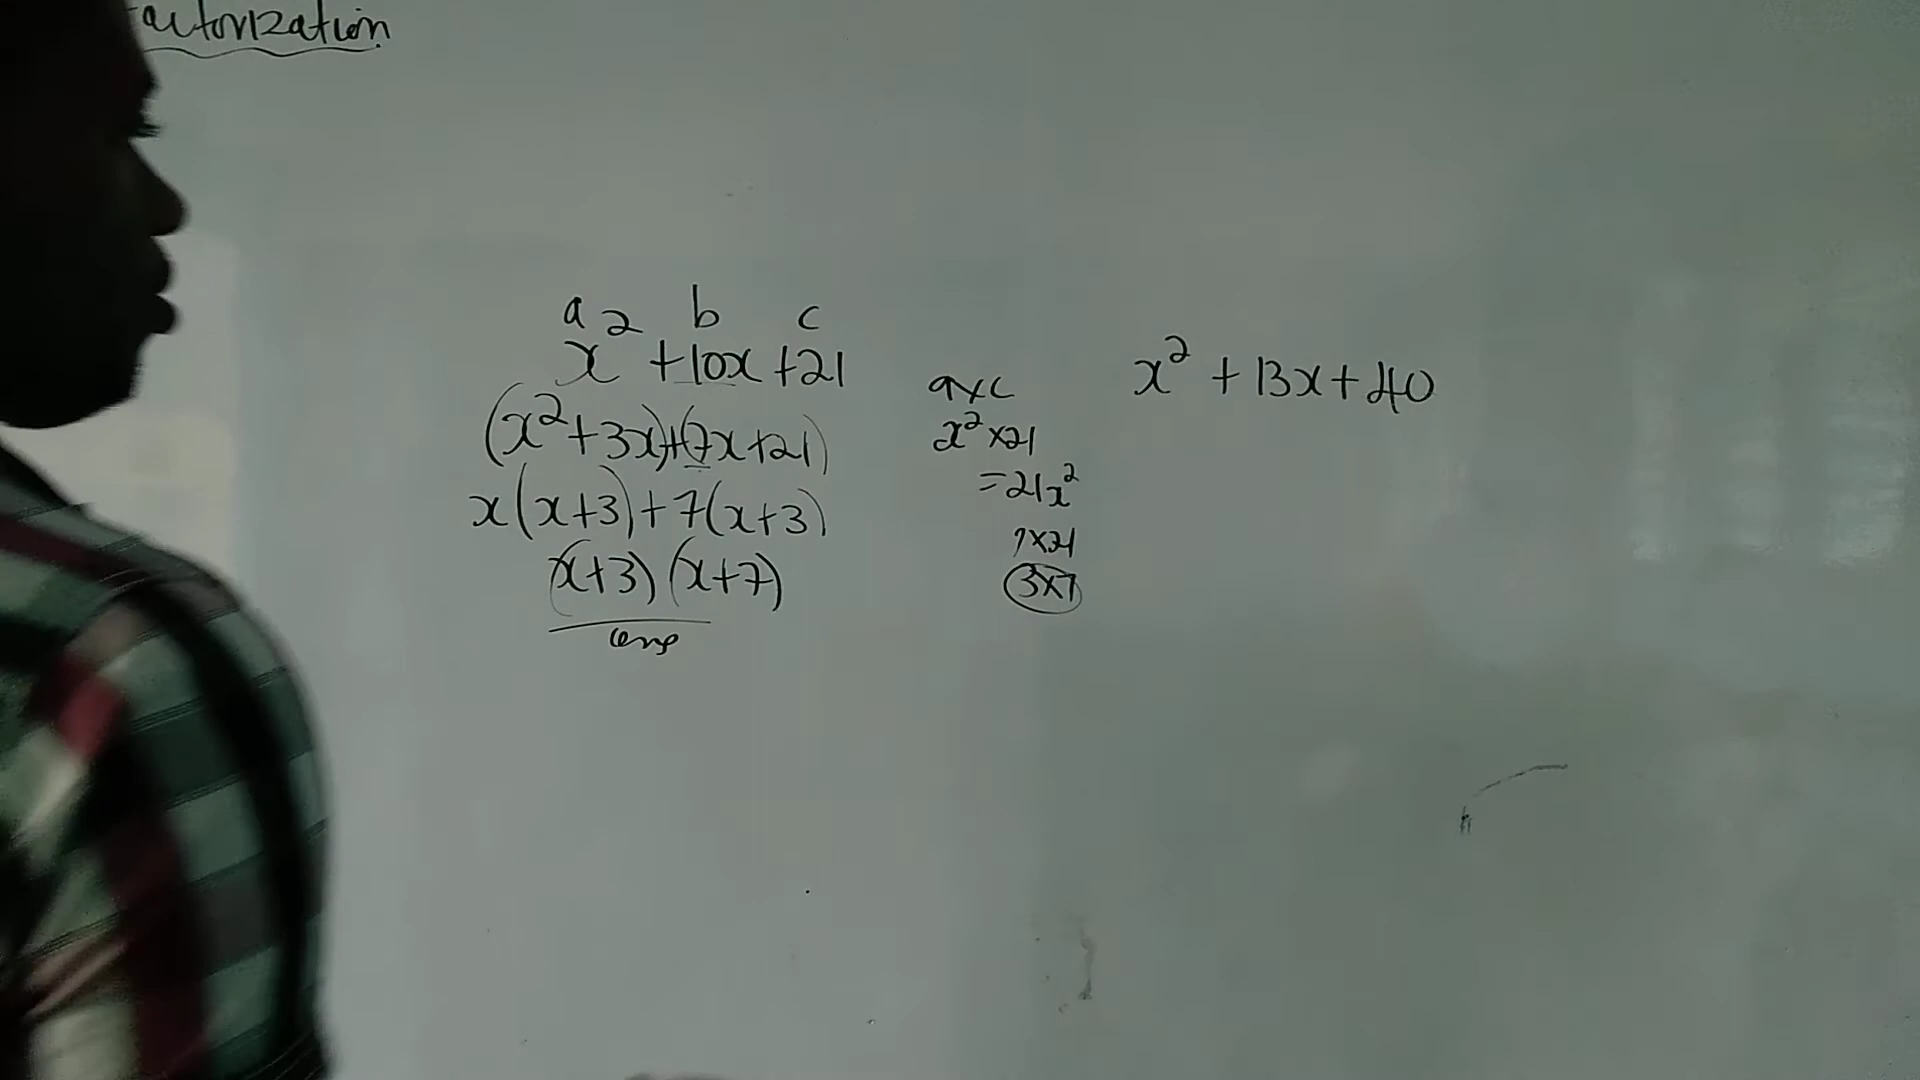 actorization
a b c
x² + 10x + 21
(x² + 3x) + (7x + 21)
x(x+3) + 7(x+3)
(x+3) (x+7)
a x c
x² x 21
= 21x²
1 x 21
3 x 7
x² + 13x + 40